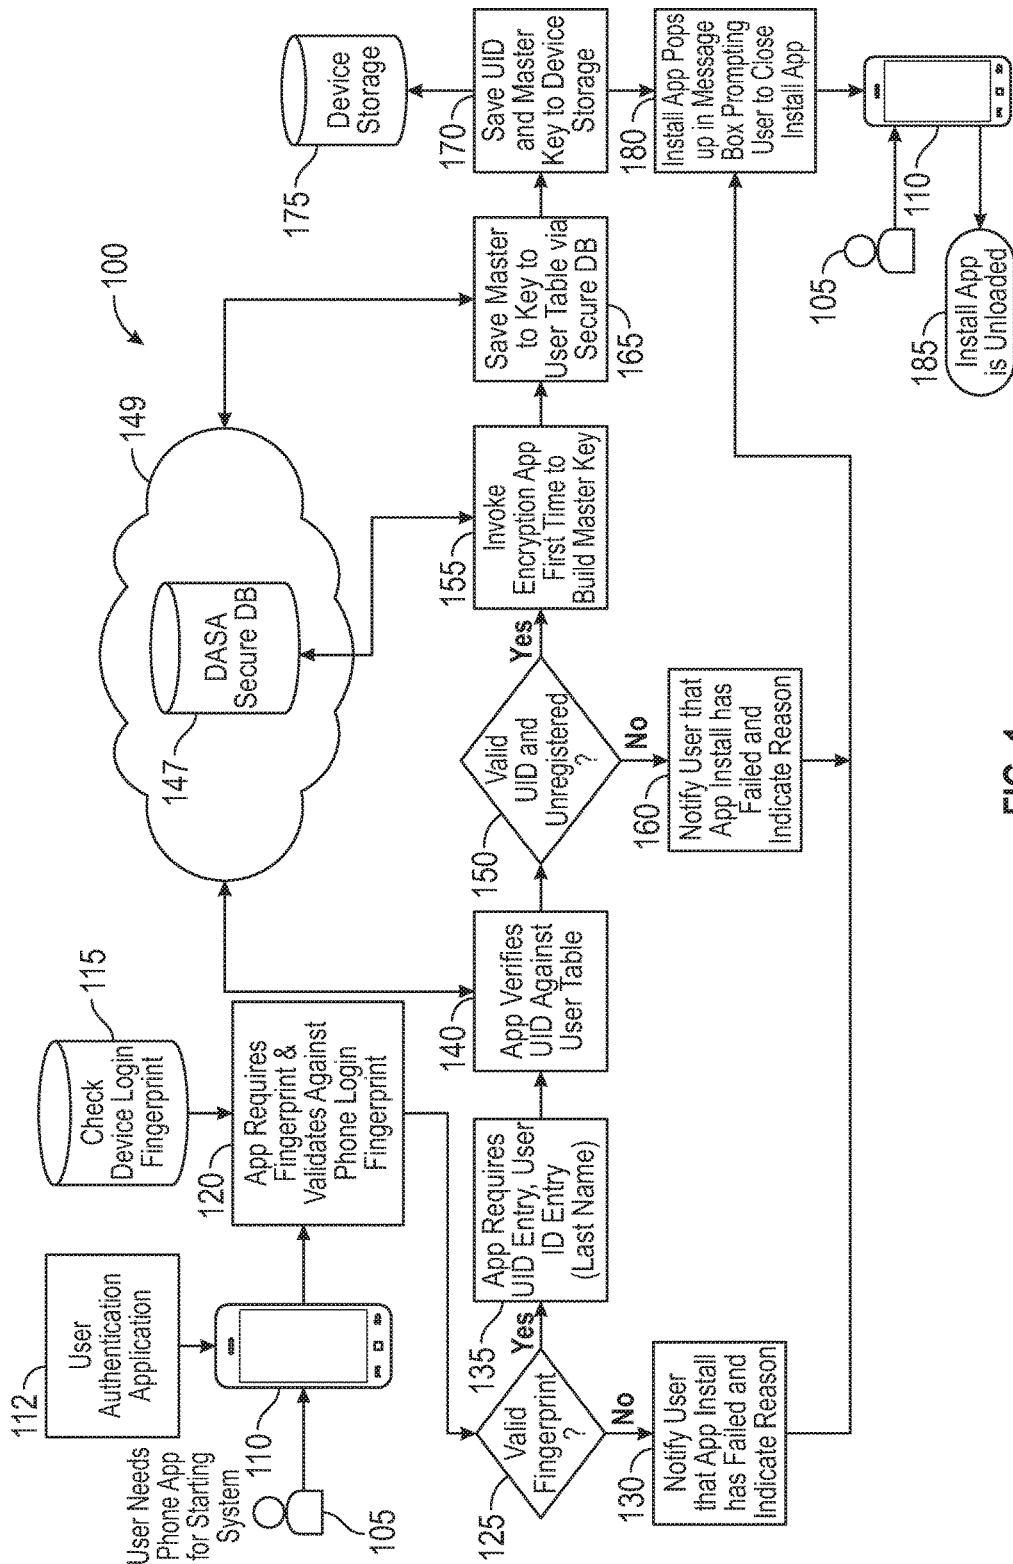 100
112
User
Authentication
Application
115
Check
Device Login
Fingerprint
User Needs
Phone App
for Starting
System
105
110
120
App Requires
Fingerprint &
Validates Against
Phone Login
Fingerprint
147
DASA
Secure DB
149
175
Device
Storage
125
Valid
Fingerprint
?
Yes
No
130
Notify User
that App Install
has Failed and
Indicate Reason
135
App Requires
UID Entry, User
ID Entry
(Last Name)
140
App Verifies
UID Against
User Table
150
Valid
UID and
Unregistered
?
Yes
No
160
Notify User that
App Install has
Failed and
Indicate Reason
155
Invoke
Encryption App
First Time to
Build Master Key
Save Master
to Key to
User Table via
Secure DB
165
170
Save UID
and Master
Key to Device
Storage
180
Install App Pops
up in Message
Box Prompting
User to Close
Install App
105
110
185
Install App
is Unloaded